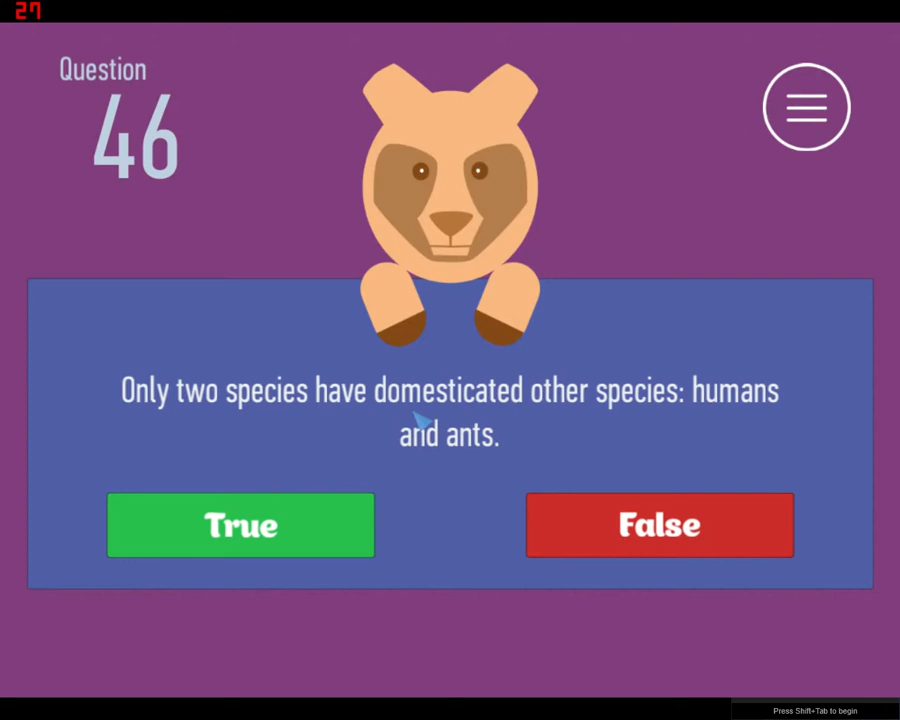 27
Question
46
Only two species have domesticated other species: humans
and ants.
True
False
Press Shift+Tab to begin